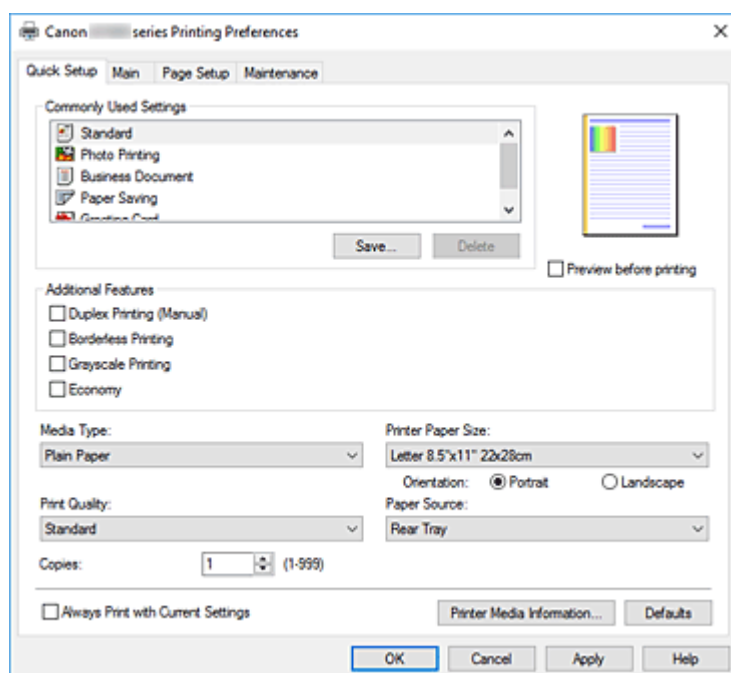 Canon series Printing Preferences
Quick Setup Main Page Setup Maintenance
Commonly Used Settings
Standard
Photo Printing
Business Document
Paper Saving
Greeting Card
Save... Delete
Preview before printing
Additional Features
Duplex Printing (Manual)
Borderless Printing
Grayscale Printing
Economy
Media Type: Printer Paper Size:
Plain Paper Letter 8.5"x11" 22x28cm
Orientation: Portrait Landscape
Print Quality: Paper Source:
Standard Rear Tray
Copies: 1 (1-999)
Always Print with Current Settings Printer Media Information... Defaults
OK Cancel Apply Help